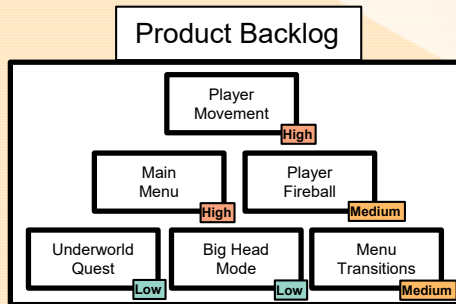 Product Backlog
Player
Movement
High
Main
Menu
High
Player
Fireball
Medium
Underworld
Quest
Low
Big Head
Mode
Low
Menu
Transitions
Medium